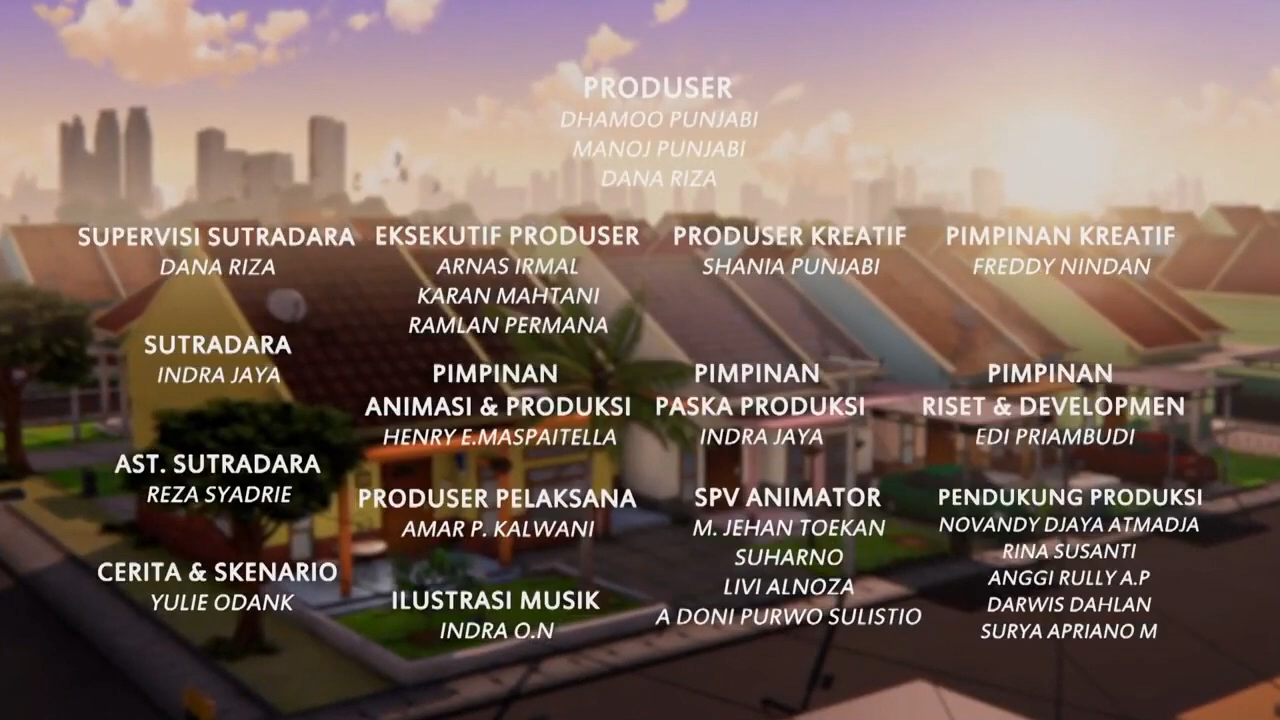 PRODUSER
DHAMOO PUNJABI
MANOJ PUNJABI
DANA RIZA
SUPERVISI SUTRADARA
DANA RIZA
SUTRADARA
INDRA JAYA
AST. SUTRADARA
REZA SYADRIE
CERITA & SKENARIO
YULIE ODANK
EKSEKUTIF PRODUSER
ARNAS IRMAL
KARAN MAHTANI
RAMLAN PERMANA
PIMPINAN
ANIMASI & PRODUKSI
HENRY E.MASPAITELLA
PRODUSER PELAKSANA
AMAR P. KALWANI
ILUSTRASI MUSIK
INDRA O.N
PRODUSER KREATIF
SHANIA PUNJABI
PIMPINAN
PASKA PRODUKSI
INDRA JAYA
SPV ANIMATOR
M. JEHAN TOEKAN
SUHARNO
LIVI ALNOZA
A DONI PURWO SULISTIO
PIMPINAN KREATIF
FREDDY NINDAN
PIMPINAN
RISET & DEVELOPMEN
EDI PRIAMBUDI
PENDUKUNG PRODUKSI
NOVANDY DJAYA ATMADJA
RINA SUSANTI
ANGGI RULLY A.P
DARWIS DAHLAN
SURYA APRIANO M